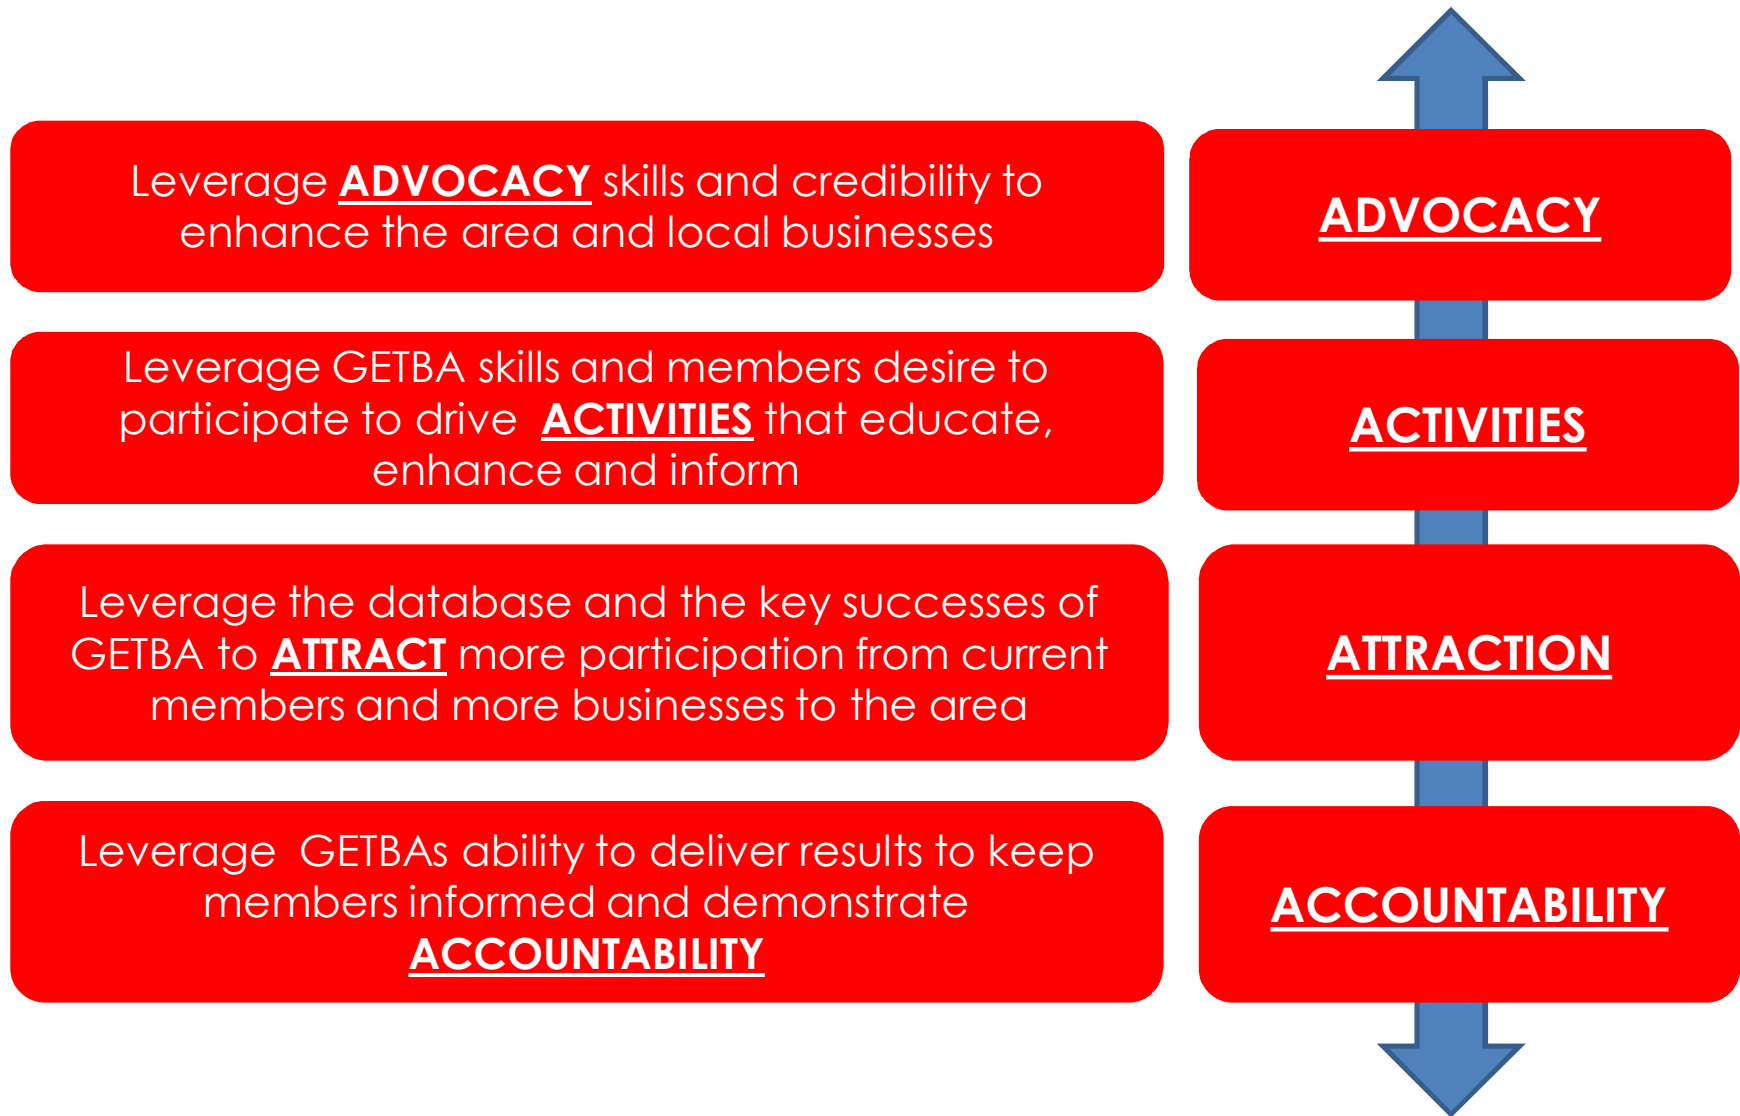 Leverage ADVOCACY skills and credibility to
enhance the area and local businesses
ADVOCACY
Leverage GETBA skills and members desire to
participate to drive  ACTIVITIES that educate,
enhance and inform
ACTIVITIES
Leverage the database and the key successes of
GETBA to ATTRACT more participation from current
members and more businesses to the area
ATTRACTION
Leverage  GETBAs ability to deliver results to keep
members informed and demonstrate
ACCOUNTABILITY
ACCOUNTABILITY